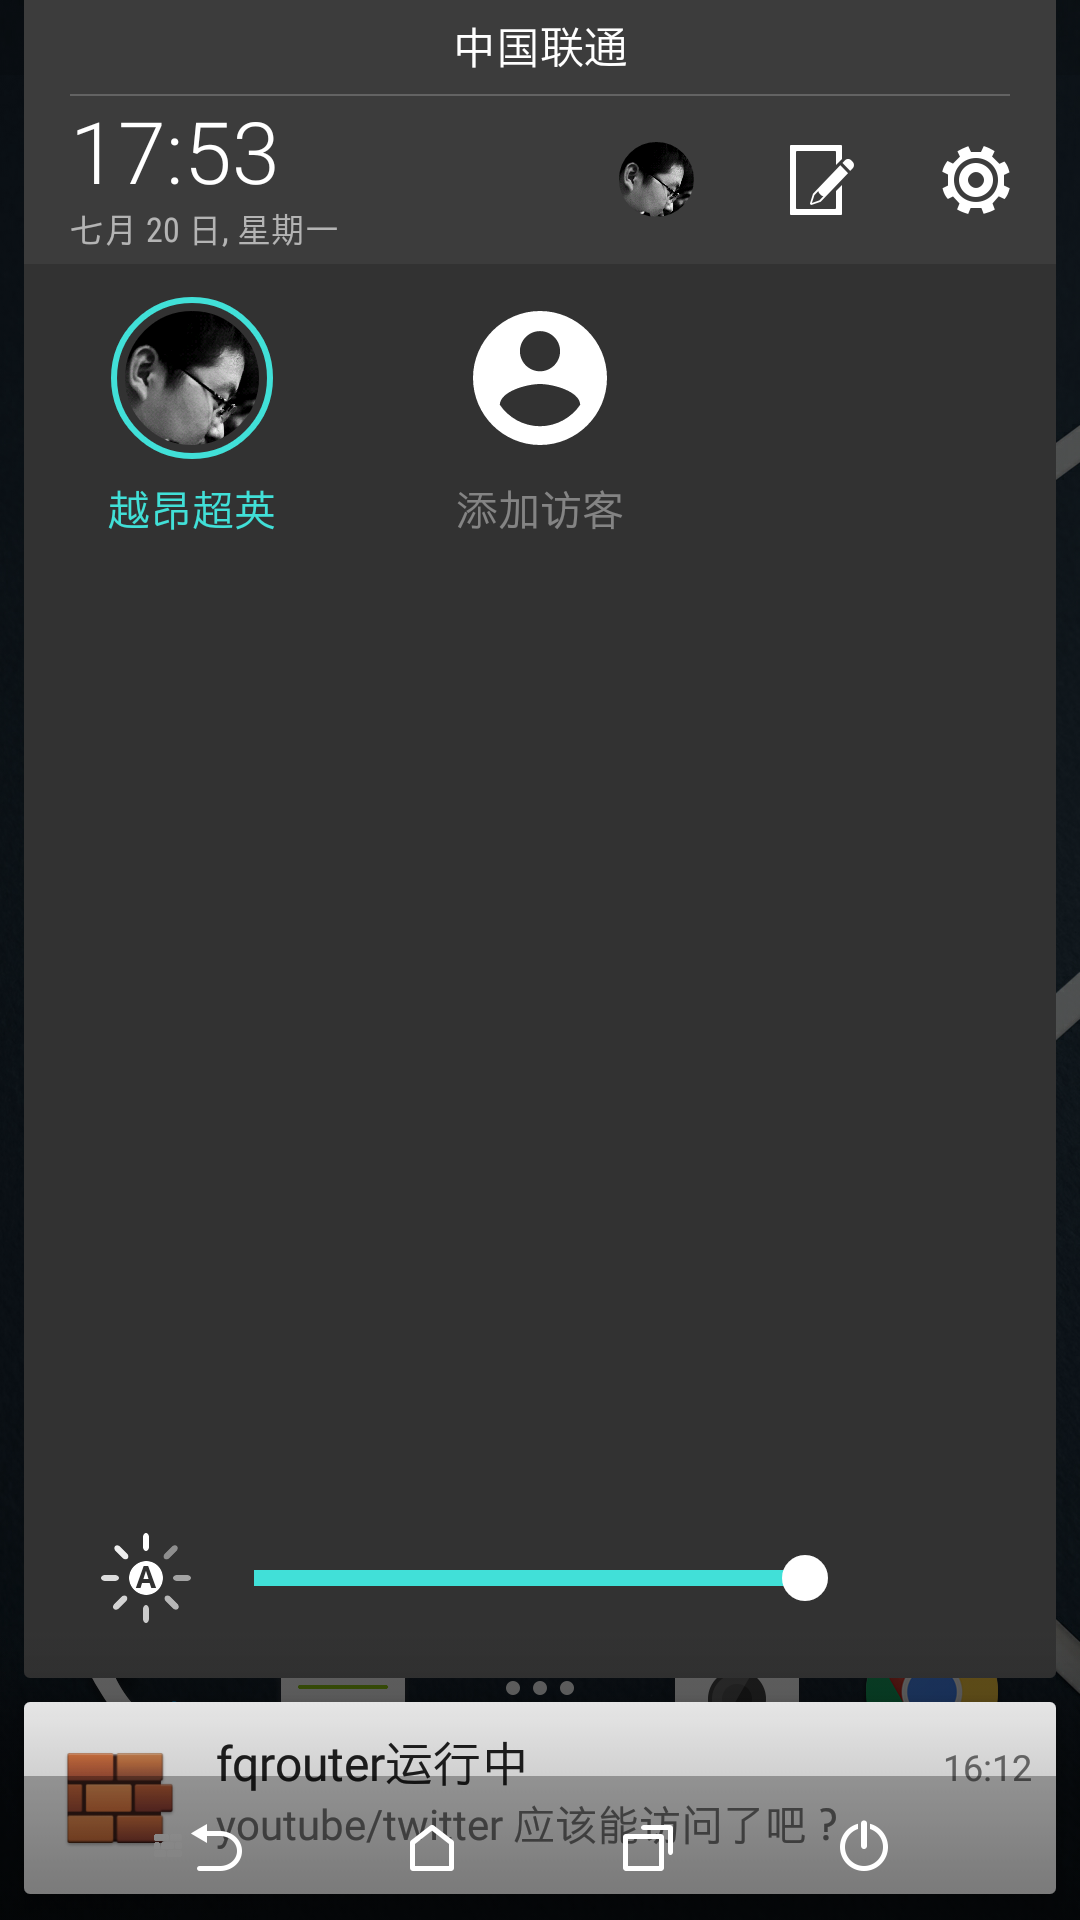 中国联通
17:53
七月 20 日, 星期一
越昂超英
添加访客
A
fqrouter运行中
16:12
youtube/twitter 应该能访问了吧？